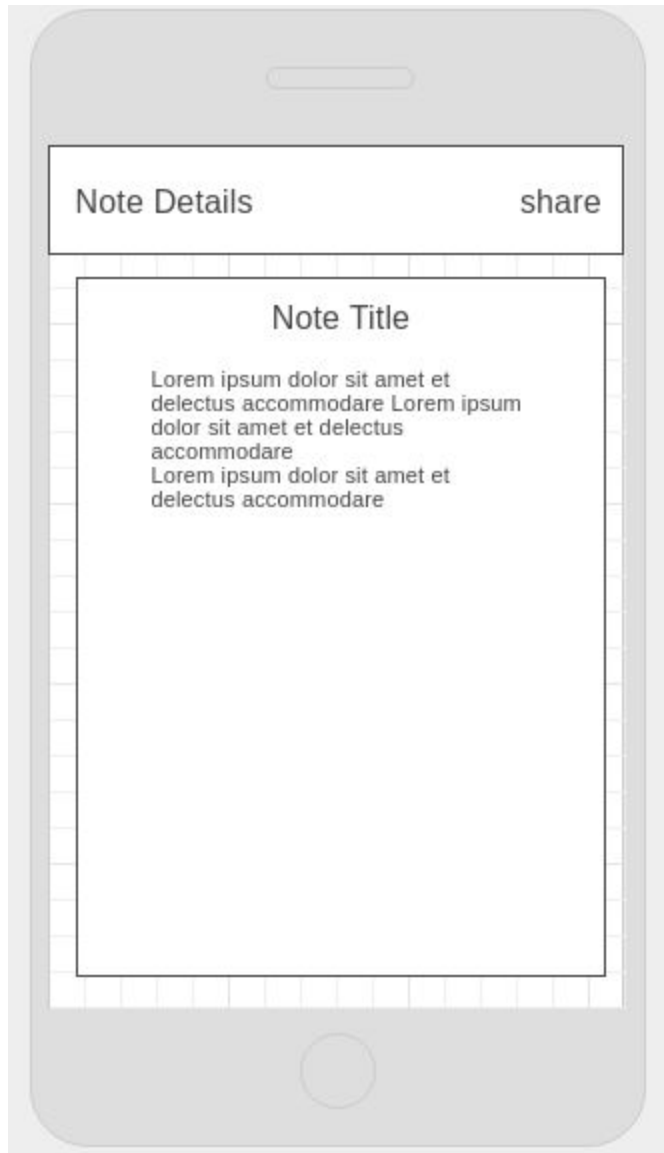 Note Details share
Note Title
Lorem ipsum dolor sit amet et
delectus accommodare Lorem ipsum
dolor sit amet et delectus
accommodare
Lorem ipsum dolor sit amet et
delectus accommodare